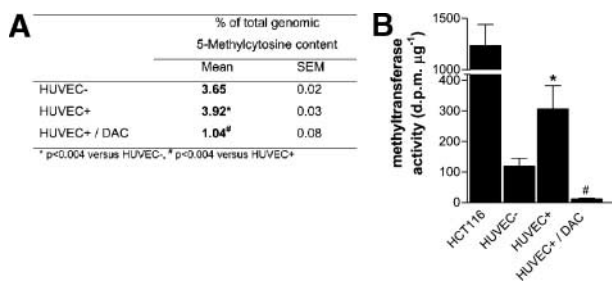 A
% of total genomic
5-Methylcytosine content
Mean SEM
HUVEC- 3.65 0.02
HUVEC+ 3.92* 0.03
HUVEC+ / DAC 1.04# 0.08
* p<0.004 versus HUVEC-, # p<0.004 versus HUVEC+
B
methyltransferase
activity (d.p.m. µg-1)
1500
1000
400
300
200
100
0
*
#
HCT116
HUVEC-
HUVEC+
HUVEC+ / DAC